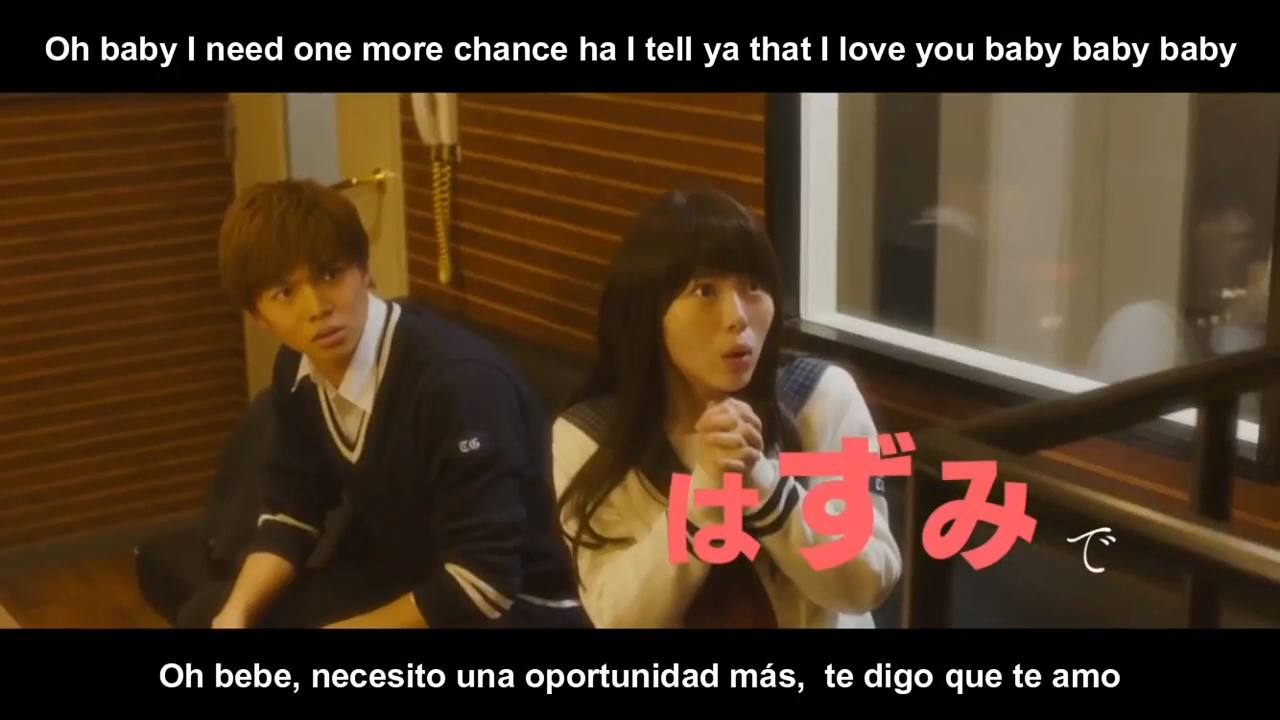 Oh baby I need one more chance ha I tell ya that I love you baby baby baby
CG
はずみで
Oh bebe, necesito una oportunidad más,  te digo que te amo